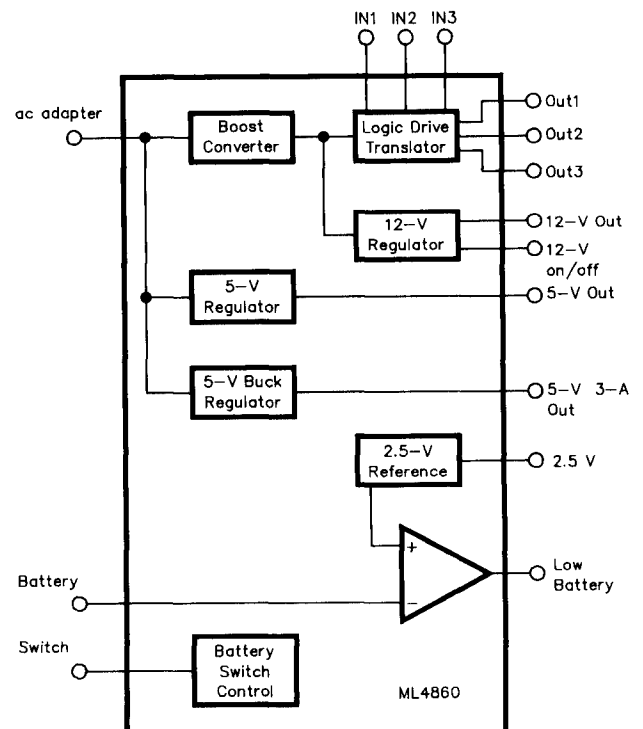 IN1 IN2 IN3
ac adapter
Boost
Converter
Logic Drive
Translator
Out1
Out2
Out3
12-V
Regulator
12-V Out
12-V
on/off
5-V
Regulator
5-V Out
5-V Buck
Regulator
5-V 3-A
Out
2.5-V
Reference
2.5 V
+
-
Low
Battery
Battery
Switch
Battery
Switch
Control
ML4860